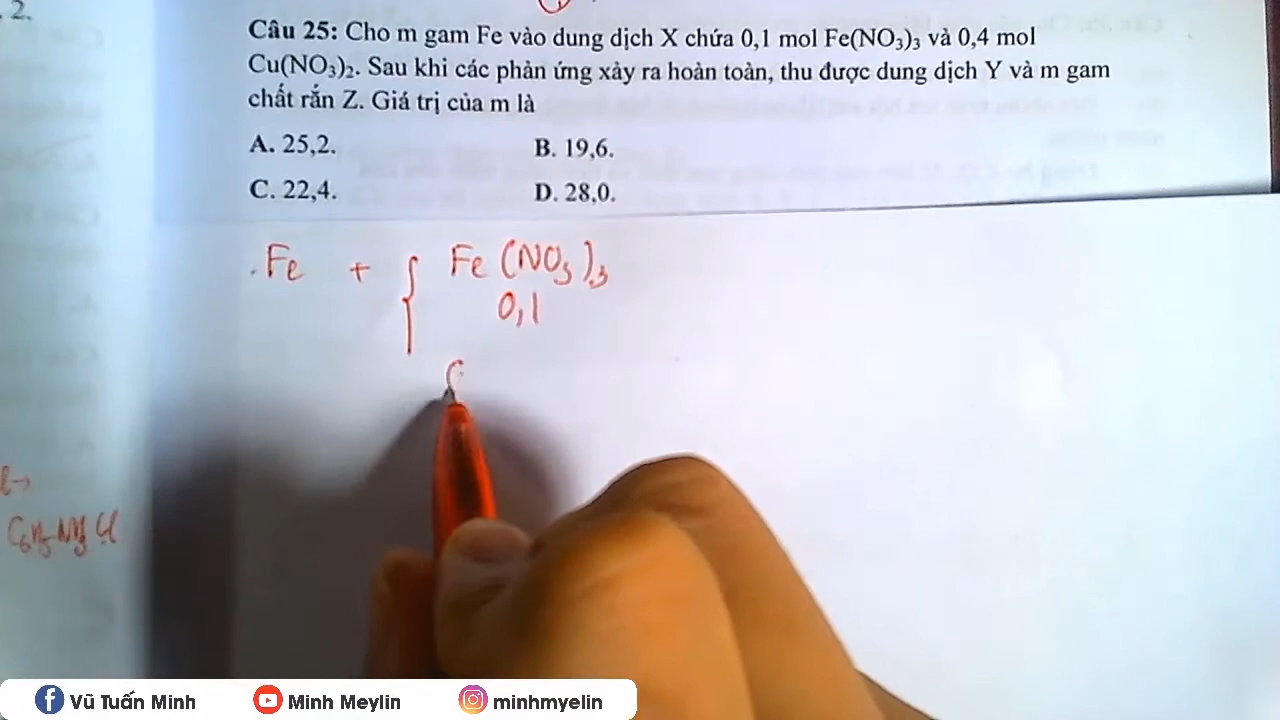 2.
Câu 25: Cho m gam Fe vào dung dịch X chứa 0,1 mol Fe(NO₃)₃ và 0,4 mol
Cu(NO₃)₂. Sau khi các phản ứng xảy ra hoàn toàn, thu được dung dịch Y và m gam
chất rắn Z. Giá trị của m là
A. 25,2. B. 19,6.
C. 22,4. D. 28,0.
Fe + { Fe (NO₃)₃
0,1
C
Vũ Tuấn Minh Minh Meylin minhmyelin